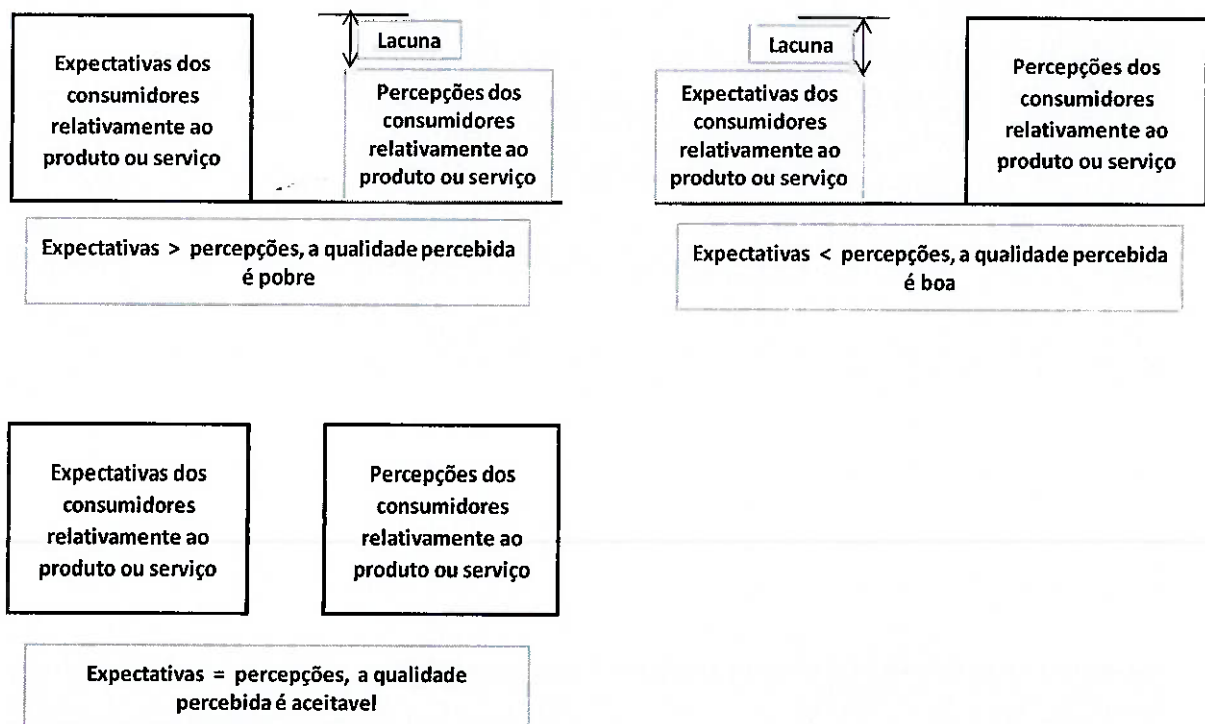 Expectativas dos
consumidores
relativamente ao
produto ou serviço
Lacuna
Percepções dos
consumidores
relativamente ao
produto ou serviço
Expectativas > percepções, a qualidade percebida
é pobre
Lacuna
Expectativas dos
consumidores
relativamente ao
produto ou serviço
Percepções dos
consumidores
relativamente ao
produto ou serviço
Expectativas < percepções, a qualidade percebida
é boa
Expectativas dos
consumidores
relativamente ao
produto ou serviço
Percepções dos
consumidores
relativamente ao
produto ou serviço
Expectativas = percepções, a qualidade
percebida é aceitavel